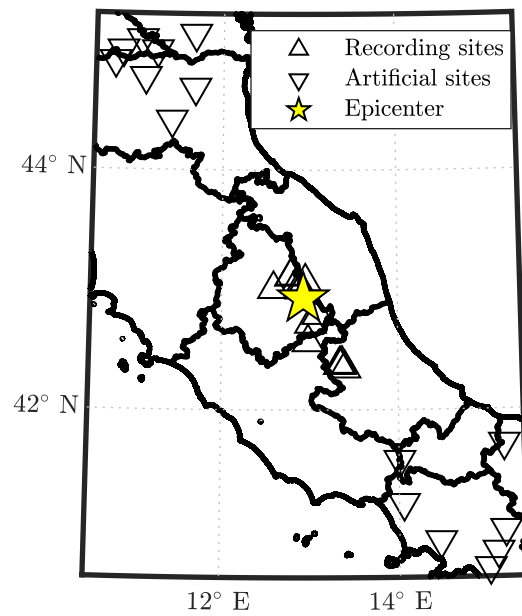 Recording sites
Artificial sites
Epicenter
44° N
42° N
12° E
14° E